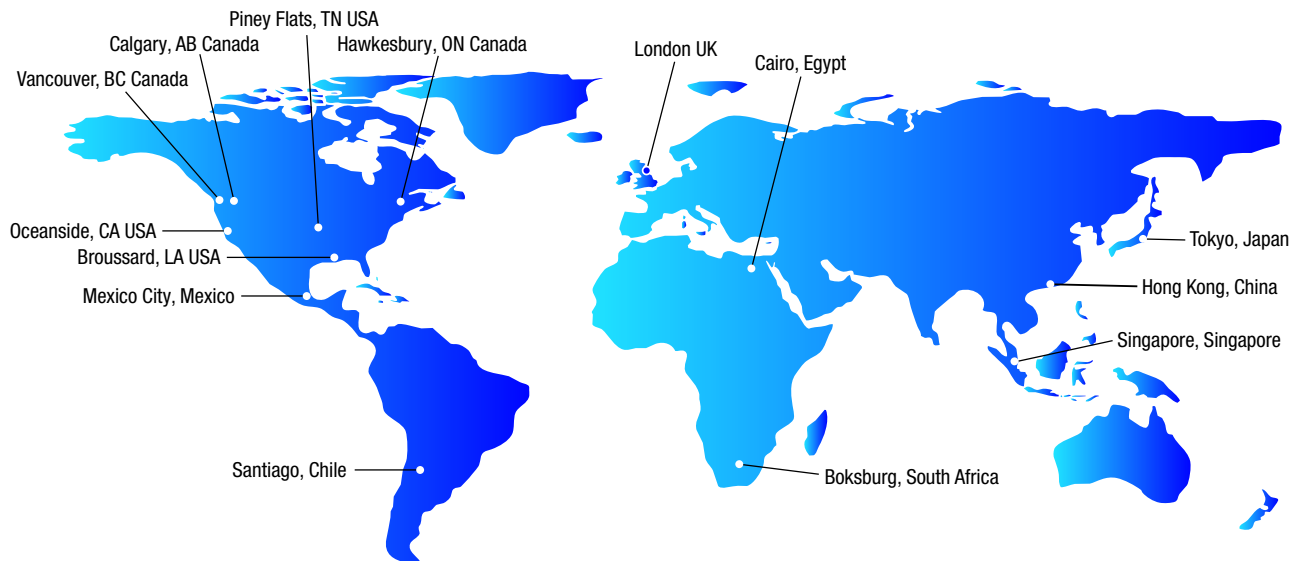 Piney Flats, TN USA
Calgary, AB Canada
Hawkesbury, ON Canada
London UK
Cairo, Egypt
Vancouver, BC Canada
Oceanside, CA USA
Tokyo, Japan
Broussard, LA USA
Hong Kong, China
Mexico City, Mexico
Singapore, Singapore
Santiago, Chile
Boksburg, South Africa